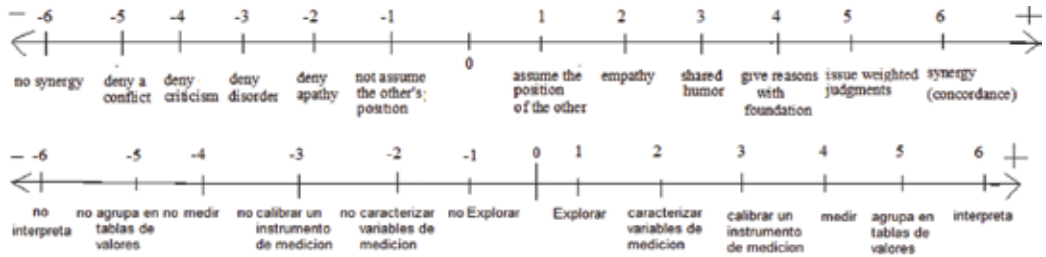 − -6 -5 -4 -3 -2 -1 1 2 3 4 5 6 +
0
no synergy deny a deny deny deny not assume assume the empathy shared give reasons issue weighted synergy
conflict criticism disorder apathy the other's position humor with judgments (concordance)
position of the other foundation
− -6 -5 -4 -3 -2 -1 0 1 2 3 4 5 6 +
no no agrupa en no medir no calibrar un no caracterizar no Explorar Explorar caracterizar calibrar un medir agrupa en interpreta
interpreta tablas de instrumento variables de variables de instrumento tablas de
valores de medicion medicion medicion de medicion valores